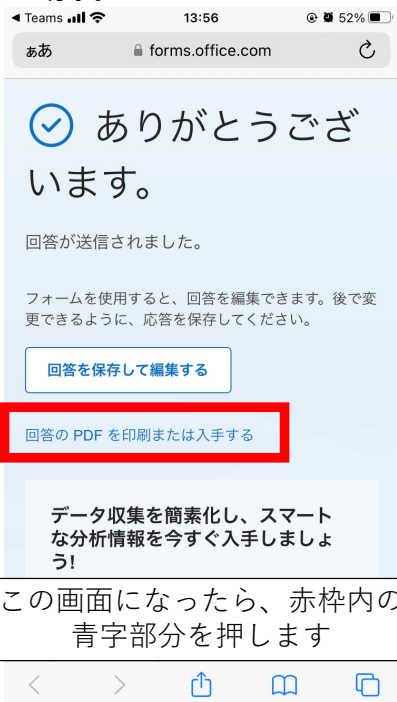 ◀ Teams 13:56 52%
ああ forms.office.com
ありがとうござ
います。
回答が送信されました。
フォームを使用すると、回答を編集できます。後で変
更できるように、応答を保存してください。
回答を保存して編集する
回答の PDF を印刷または入手する
データ収集を簡素化し、スマート
な分析情報を今すぐ入手しましょ
う!
この画面になったら、赤枠内の
青字部分を押します